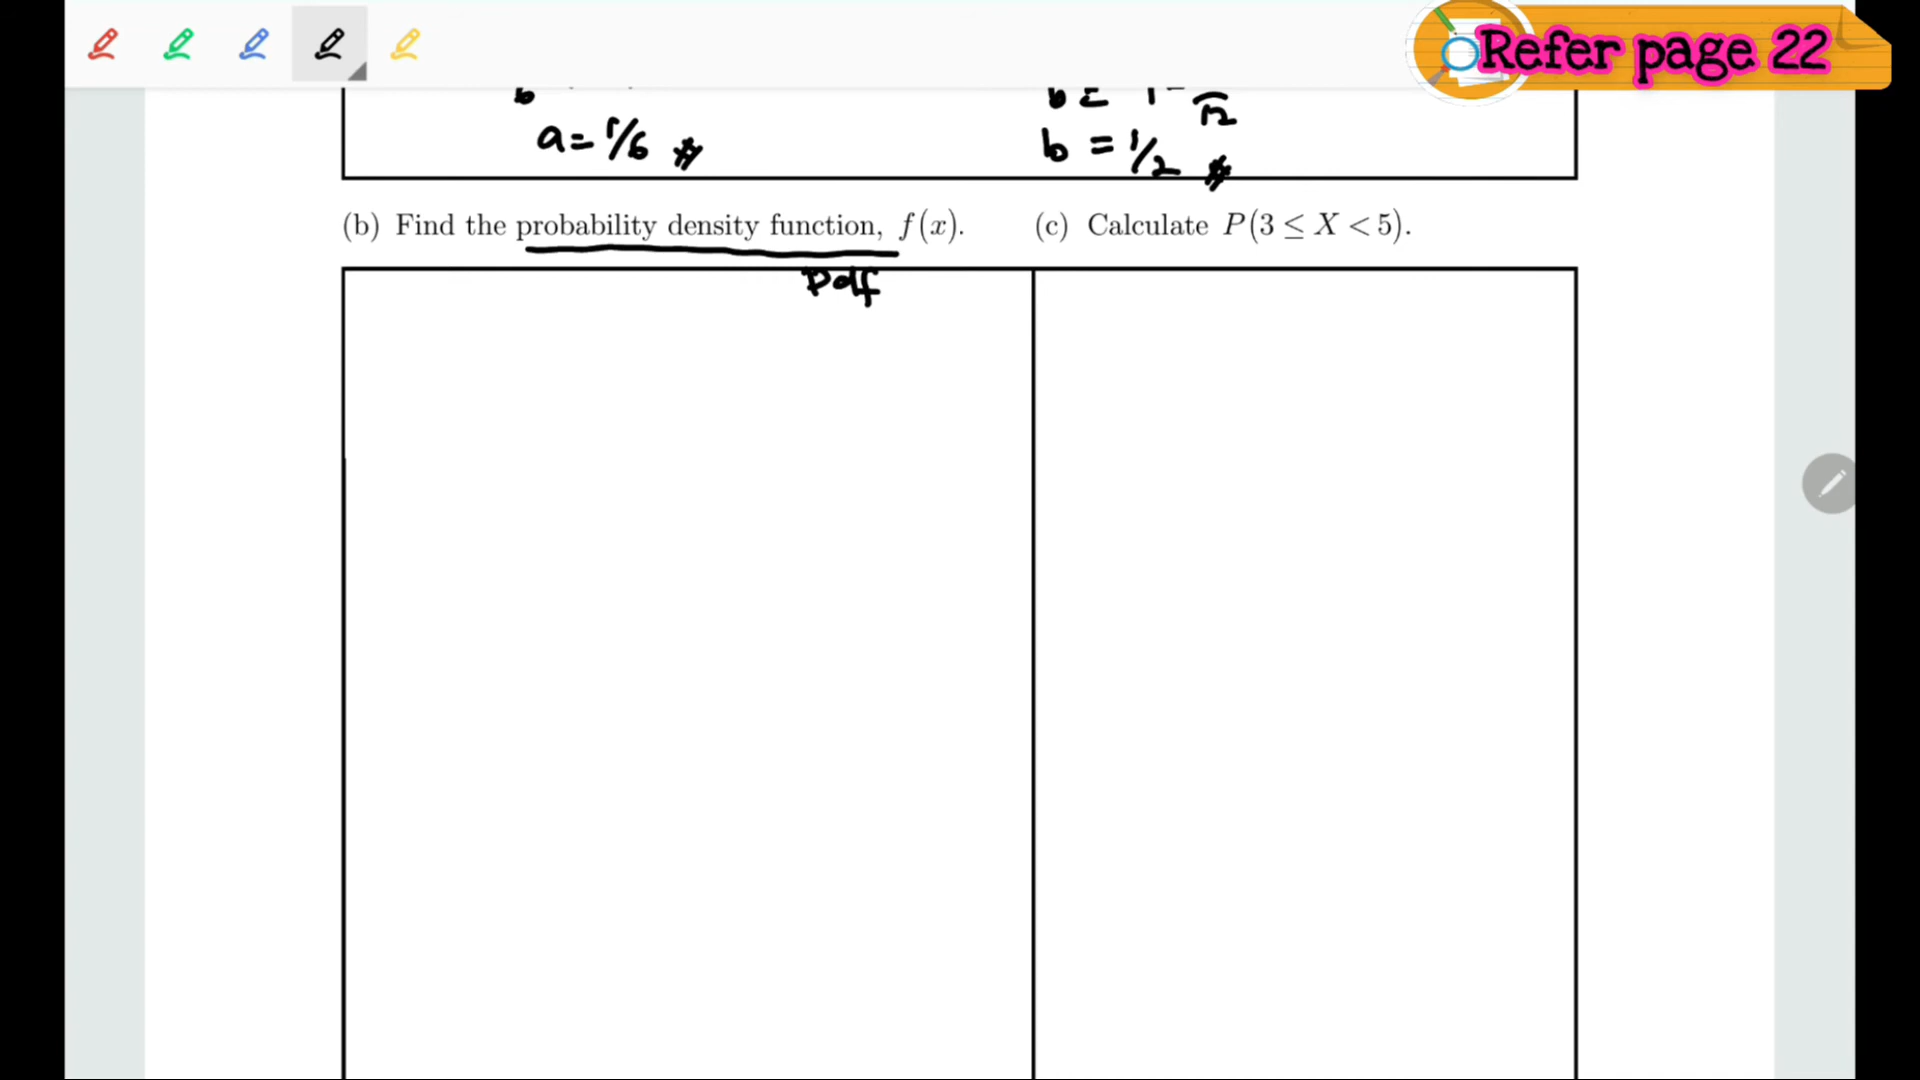 Refer page 22
a = 1/6 #
b = 1/2 #
(b) Find the probability density function, f(x).
(c) Calculate P(3 ≤ X < 5).
Pdf